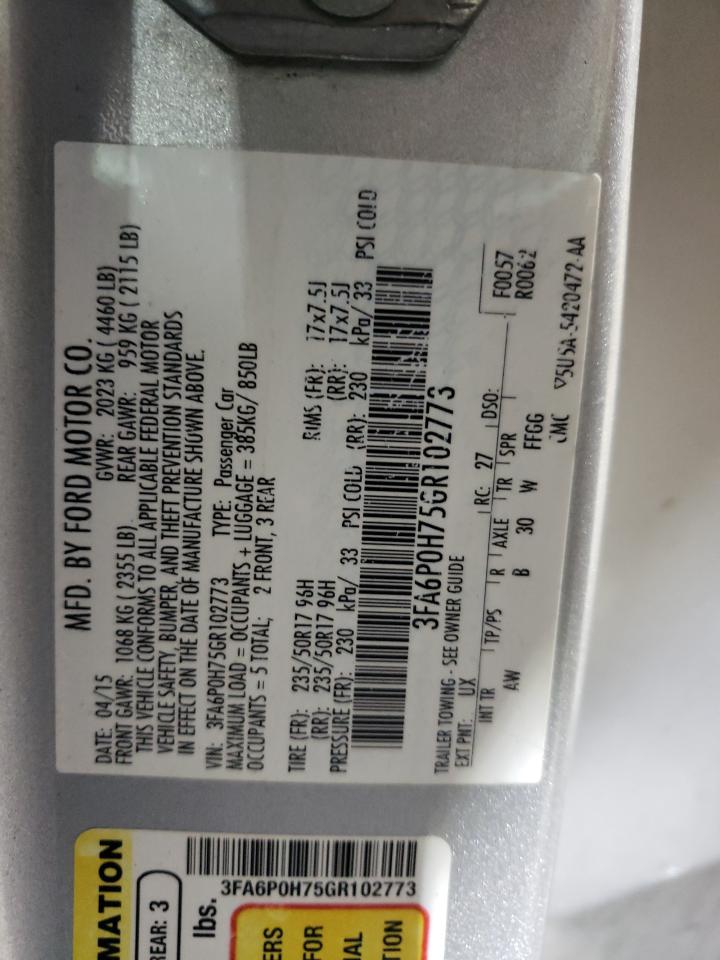 MFD. BY FORD MOTOR CO.
DATE: 04/15 GVWR: 2023 KG ( 4460 LB)
FRONT GAWR: 1068 KG ( 2355 LB) REAR GAWR: 959 KG ( 2115 LB)
THIS VEHICLE CONFORMS TO ALL APPLICABLE FEDERAL MOTOR
VEHICLE SAFETY, BUMPER, AND THEFT PREVENTION STANDARDS
IN EFFECT ON THE DATE OF MANUFACTURE SHOWN ABOVE.
VIN: 3FA6P0H75GR102773 TYPE: Passenger Car
MAXIMUM LOAD = OCCUPANTS + LUGGAGE = 385KG/ 850LB
OCCUPANTS = 5 TOTAL; 2 FRONT, 3 REAR
TIRE (FR): 235/50R17 96H RIMS (FR): 17x7.5J
(RR): 235/50R17 96H (RR): 17x7.5J
PRESSURE (FR): 230 kPa/ 33 PSI COLD (RR): 230 kPa/ 33 PSI COLD
3FA6P0H75GR102773
TRAILER TOWING - SEE OWNER GUIDE
EXT PNT: UX RC: 27 DSO: F0057
R0062
INT TR TP/PS R AXLE TR SPR
AW B 30 W FFGG
5U5A-5420472-AA
MATION
REAR: 3
lbs.
3FA6P0H75GR102773
ERS
FOR
IAL
TION